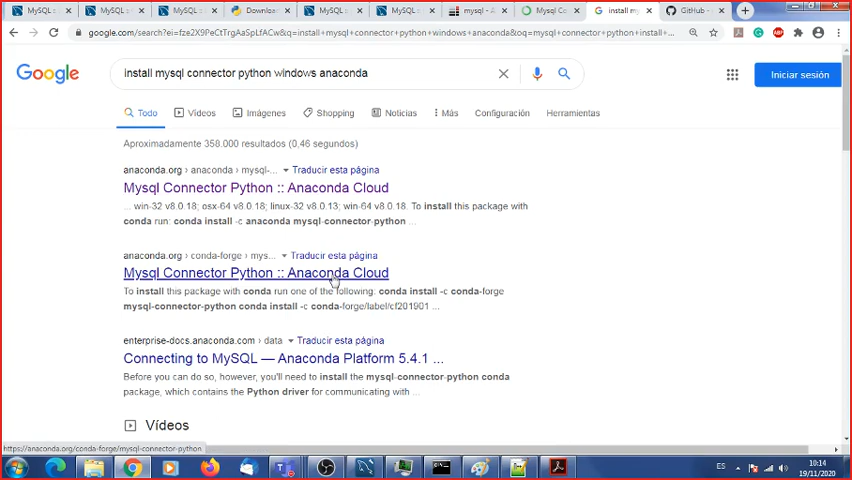 MySQL :: MySQL :: MySQL :: Download MySQL :: MySQL :: mysql - A Mysql Co install my GitHub -
google.com/search?ei=fze2X9PeCtTrgAaSpLfwCA&q=install+mysql+connector+python+windows+anaconda&oq=mysql+connector+python+install+...
Google
install mysql connector python windows anaconda
Iniciar sesión
Todo Vídeos Imágenes Shopping Noticias Más Configuración Herramientas
Aproximadamente 358.000 resultados (0,46 segundos)
anaconda.org › anaconda › mysql-... Traducir esta página
Mysql Connector Python :: Anaconda Cloud
... win-32 v8.0.18; osx-64 v8.0.18; linux-32 v8.0.13; win-64 v8.0.18. To install this package with
conda run: conda install -c anaconda mysql-connector-python ...
anaconda.org › conda-forge › mys... Traducir esta página
Mysql Connector Python :: Anaconda Cloud
To install this package with conda run one of the following: conda install -c conda-forge
mysql-connector-python conda install -c conda-forge/label/cf201901 ...
enterprise-docs.anaconda.com › data Traducir esta página
Connecting to MySQL — Anaconda Platform 5.4.1 ...
Before you can do so, however, you'll need to install the mysql-connector-python conda
package, which contains the Python driver for communicating with ...
Vídeos
https://anaconda.org/conda-forge/mysql-connector-python
ES
10:14
19/11/2020